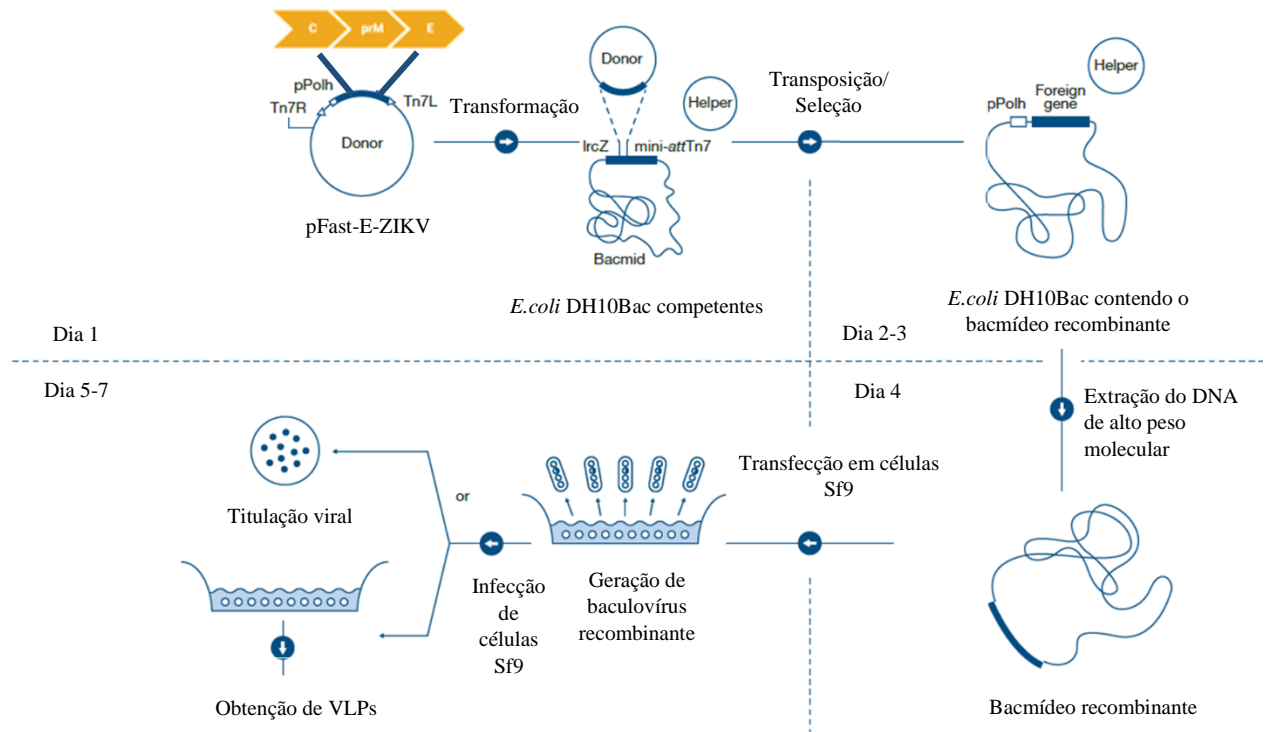 C
prM
E
pPolh
Tn7R
Tn7L
Donor
pFast-E-ZIKV
Transformação
Donor
Helper
lrcZ
mini-attTn7
Bacmid
E.coli DH10Bac competentes
Transposição/
Seleção
Helper
Foreign
gene
pPolh
E.coli DH10Bac contendo o
bacmídeo recombinante
Dia 1
Dia 2-3
Dia 5-7
Dia 4
Extração do DNA
de alto peso
molecular
Bacmídeo recombinante
Transfecção em células
Sf9
Geração de
baculovírus
recombinante
Infecção
de
células
Sf9
or
Titulação viral
Obtenção de VLPs